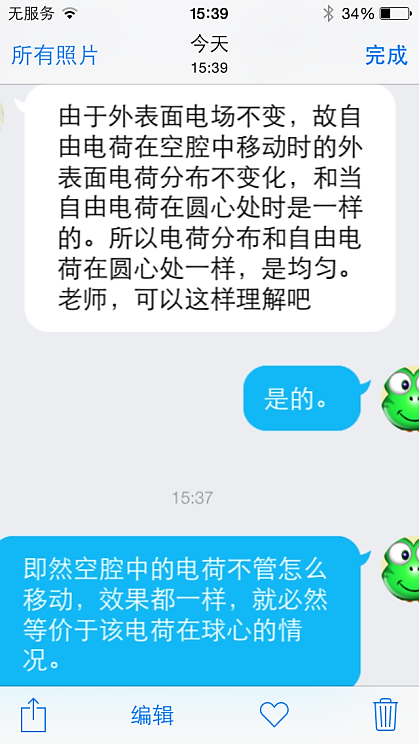 无服务 15:39 34%
今天
所有照片 完成
15:39
由于外表面电场不变，故自
由电荷在空腔中移动时的外
表面电荷分布不变化，和当
自由电荷在圆心处时是一样
的。所以电荷分布和自由电
荷在圆心处一样，是均匀。
老师，可以这样理解吧
是的。
15:37
即然空腔中的电荷不管怎么
移动，效果都一样，就必然
等价于该电荷在球心的情
况。
编辑